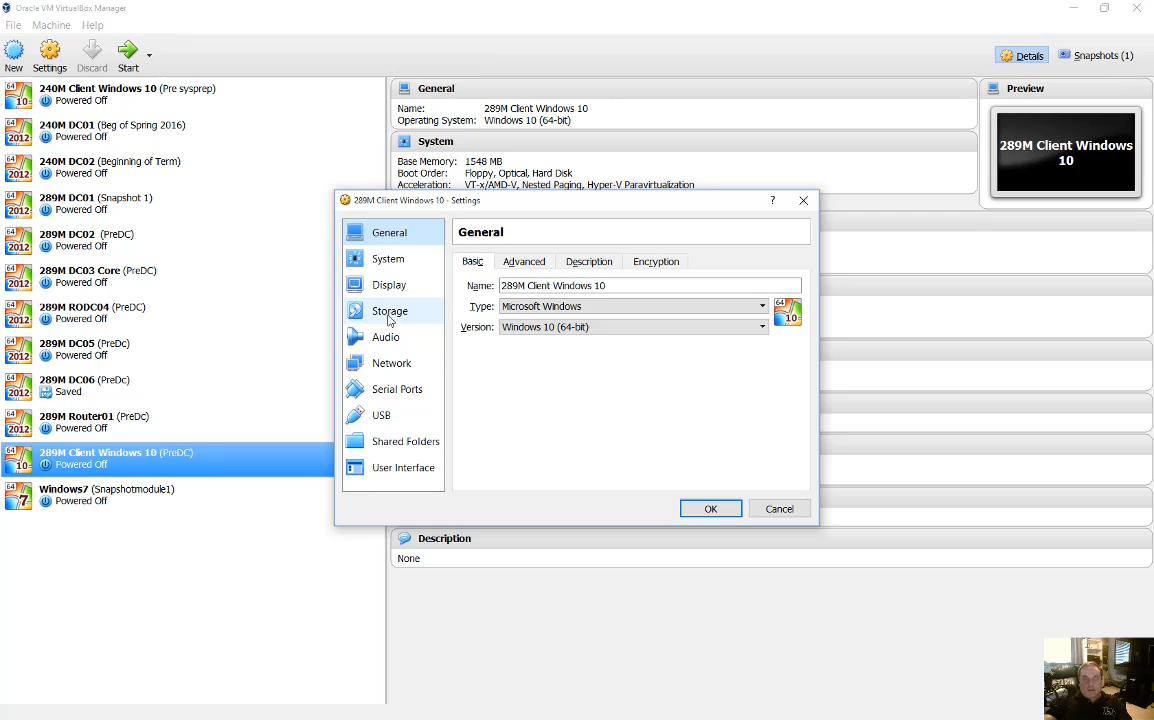 Oracle VM VirtualBox Manager
File Machine Help
New Settings Discard Start
Details Snapshots (1)
240M Client Windows 10 (Pre sysprep)
Powered Off
240M DC01 (Beg of Spring 2016)
Powered Off
240M DC02 (Beginning of Term)
Powered Off
289M DC01 (Snapshot 1)
Powered Off
289M DC02 (PreDC)
Powered Off
289M DC03 Core (PreDC)
Powered Off
289M RODC04 (PreDC)
Powered Off
289M DC05 (PreDc)
Powered Off
289M DC06 (PreDc)
Saved
289M Router01 (PreDC)
Powered Off
289M Client Windows 10 (PreDC)
Powered Off
Windows7 (Snapshotmodule1)
Powered Off
General
Name: 289M Client Windows 10
Operating System: Windows 10 (64-bit)
System
Base Memory: 1548 MB
Boot Order: Floppy, Optical, Hard Disk
Acceleration: VT-x/AMD-V, Nested Paging, Hyper-V Paravirtualization
Preview
289M Client Windows
10
289M Client Windows 10 - Settings
General
System
Display
Storage
Audio
Network
Serial Ports
USB
Shared Folders
User Interface
General
Basic Advanced Description Encryption
Name: 289M Client Windows 10
Type: Microsoft Windows
Version: Windows 10 (64-bit)
OK Cancel
Description
None